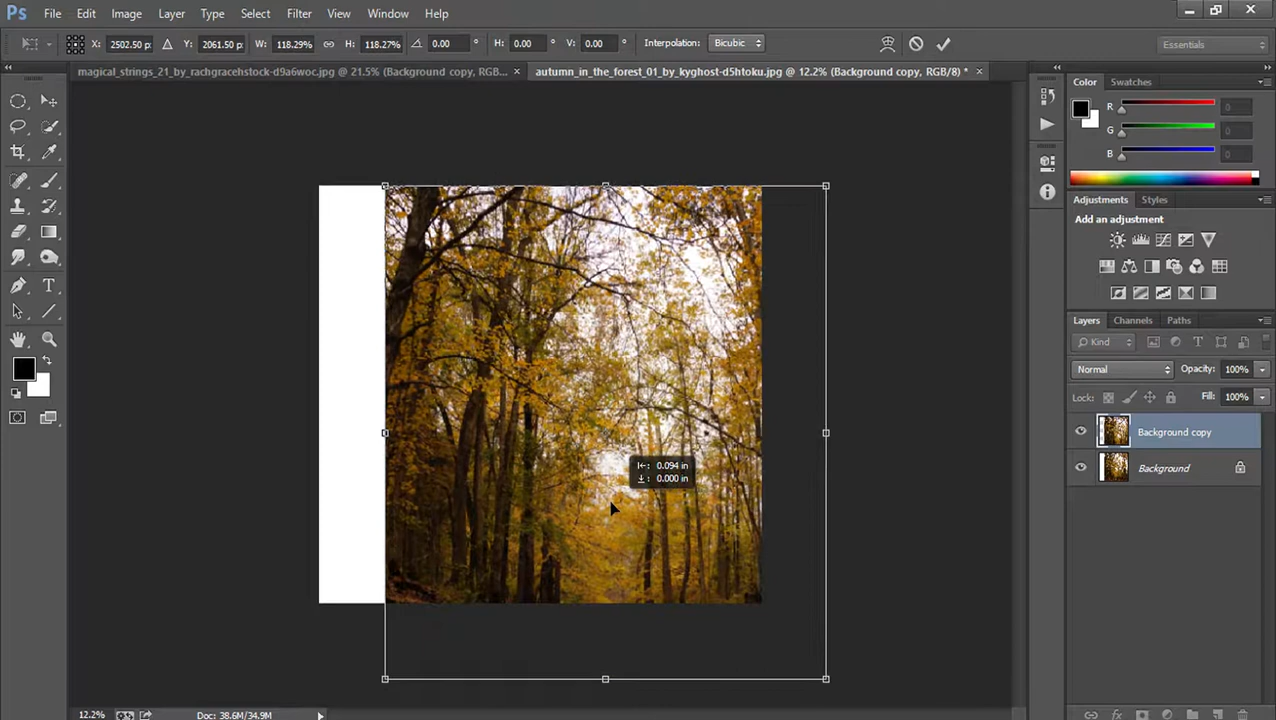 Ps File Edit Image Layer Type Select Filter View Window Help
X: 2502.50 p: Y: 2061.50 p: W: 118.29% H: 118.27% 0.00 ° H: 0.00 ° V: 0.00 ° Interpolation: Bicubic Essentials
magical_strings_21_by_rachgracehstock-d9a6woc.jpg @ 21.5% (Background copy, RGB... × autumn_in_the_forest_01_by_kyghost-d5htoku.jpg @ 12.2% (Background copy, RGB/8) * ×
Color Swatches
R 0
G 0
B 0
Adjustments Styles
Add an adjustment
Layers Channels Paths
Kind
Normal Opacity: 100%
Lock: Fill: 100%
Background copy
Background
0.094 in
0.000 in
12.2% Doc: 38.6M/34.9M